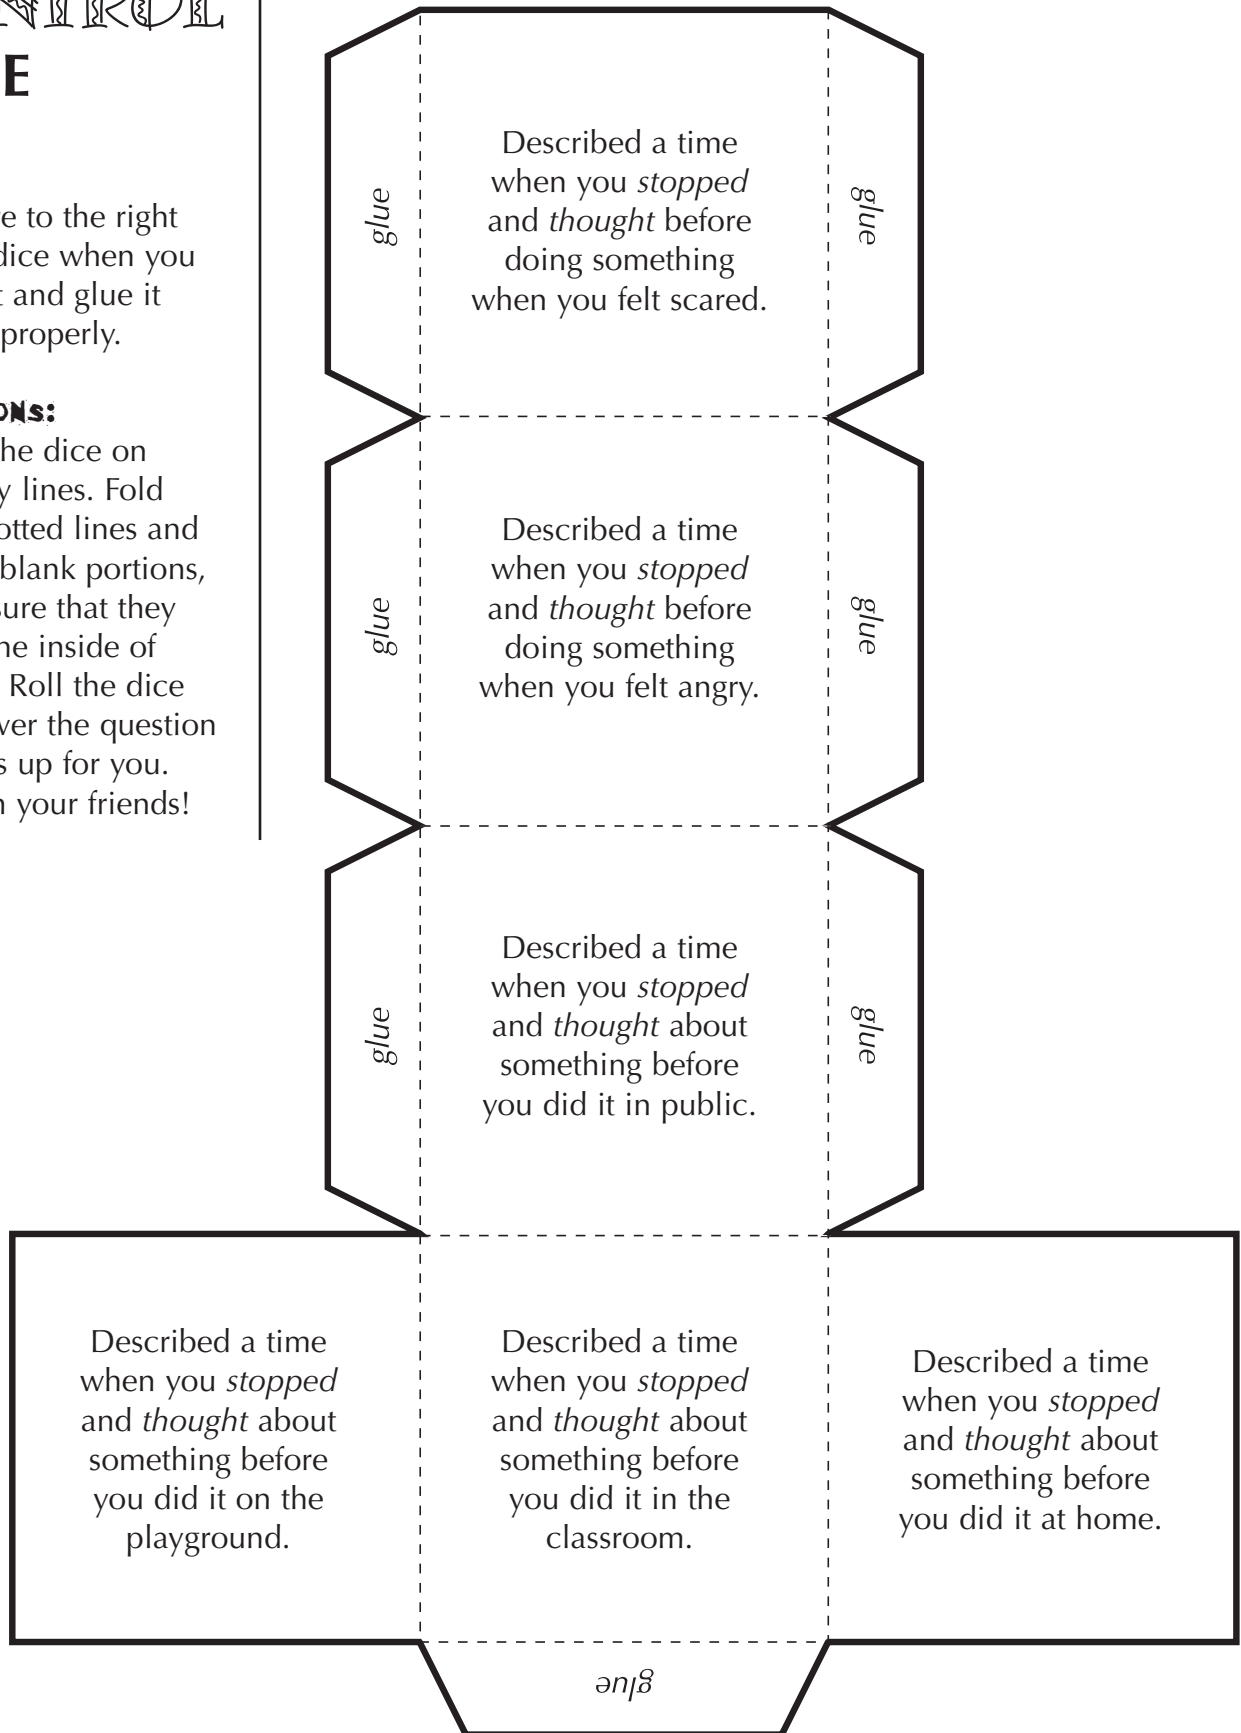 NTROL
E
e to the right
dice when you
t and glue it
properly.
ONs:
he dice on
y lines. Fold
otted lines and
blank portions,
sure that they
he inside of
Roll the dice
wer the question
s up for you.
n your friends!
glue
Described a time
when you stopped
and thought before
doing something
when you felt scared.
glue
glue
Described a time
when you stopped
and thought before
doing something
when you felt angry.
glue
glue
Described a time
when you stopped
and thought about
something before
you did it in public.
glue
Described a time
when you stopped
and thought about
something before
you did it on the
playground.
Described a time
when you stopped
and thought about
something before
you did it in the
classroom.
Described a time
when you stopped
and thought about
something before
you did it at home.
glue